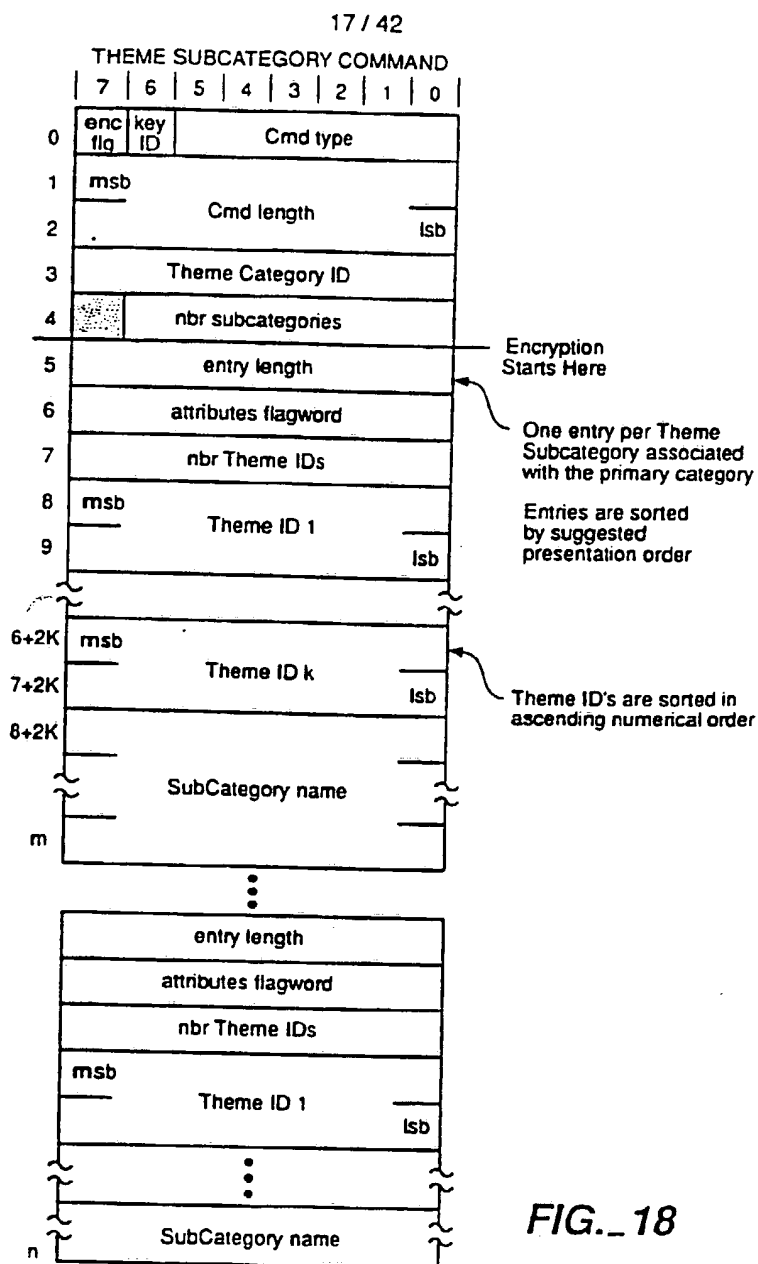 17 / 42
THEME SUBCATEGORY COMMAND
7 6 5 4 3 2 1 0
0 enc flg key ID Cmd type
1 msb
Cmd length
2 lsb
3 Theme Category ID
4 nbr subcategories
Encryption
Starts Here
5 entry length
6 attributes flagword
One entry per Theme
Subcategory associated
with the primary category
7 nbr Theme IDs
Entries are sorted
by suggested
presentation order
8 msb
Theme ID 1
9 lsb
6+2K msb
Theme ID k
7+2K lsb
Theme ID's are sorted in
ascending numerical order
8+2K
SubCategory name
m
entry length
attributes flagword
nbr Theme IDs
msb
Theme ID 1
lsb
SubCategory name
n
FIG._18